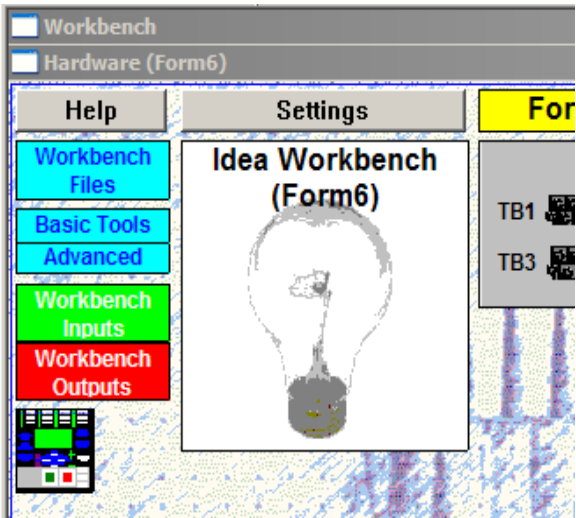 Workbench
Hardware (Form6)
Help
Settings
For
Workbench
Files
Idea Workbench
(Form6)
Basic Tools
Advanced
TB1
TB3
Workbench
Inputs
Workbench
Outputs